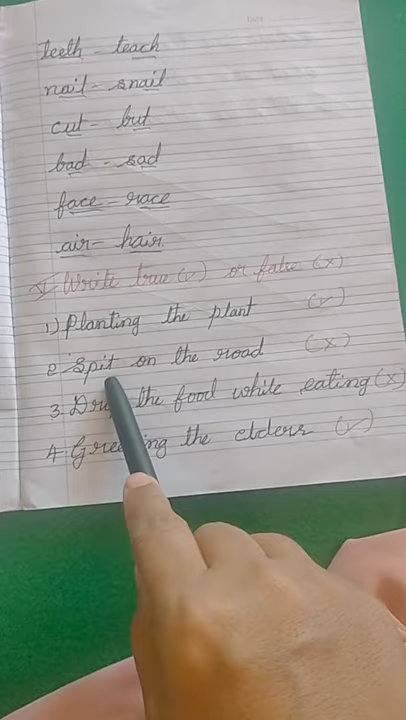 teeth - teach
nail - snail
cut - but
bad - sad
face - race
air - hair.
I Write true (✓) or false (x)
1) Planting the plant (✓)
2 Spit on the road (x)
3. the food while eating (x)
4. Greeting the elders (✓)